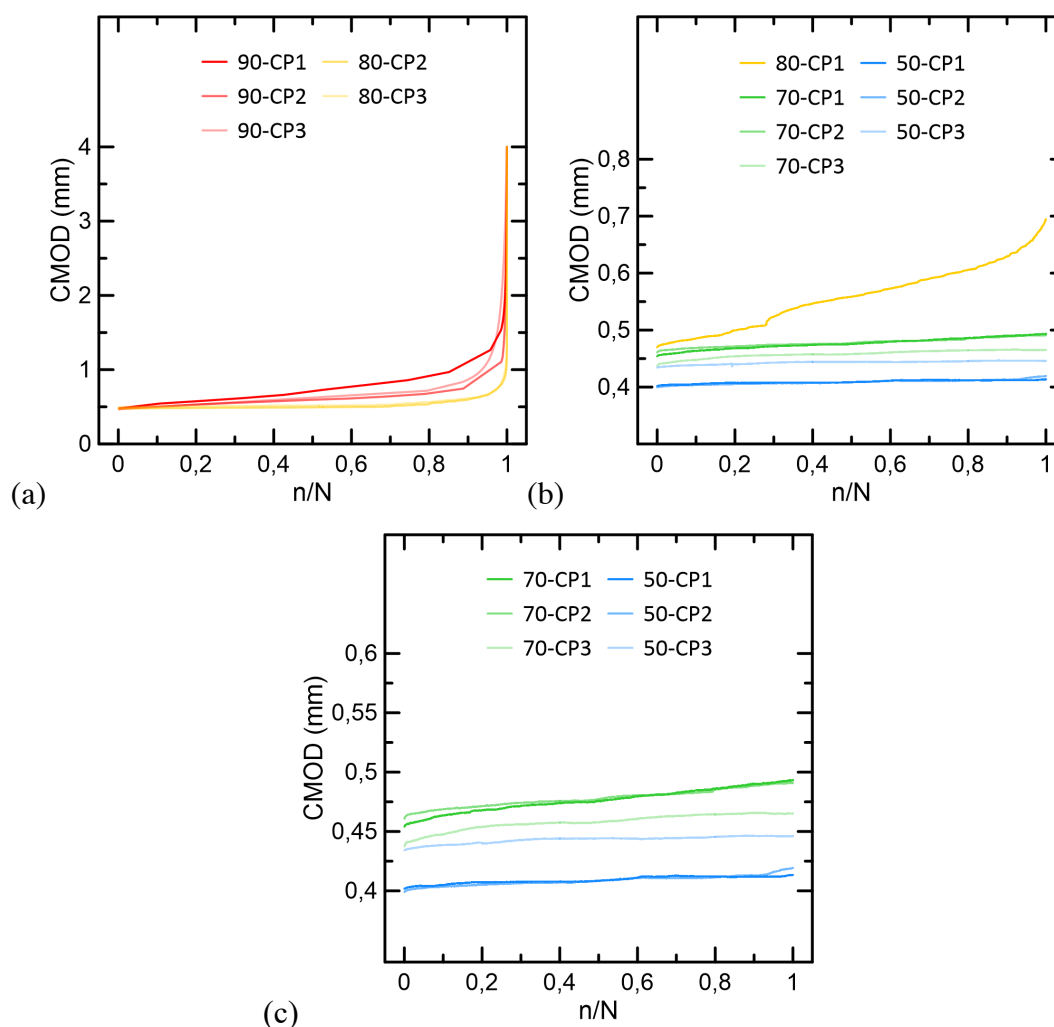 90-CP1 80-CP2
90-CP2 80-CP3
90-CP3
CMOD (mm)
4
3
2
1
0
0 0,2 0,4 0,6 0,8 1
n/N
(a)
80-CP1 50-CP1
70-CP1 50-CP2
70-CP2 50-CP3
70-CP3
CMOD (mm)
0,8
0,7
0,6
0,5
0,4
0 0,2 0,4 0,6 0,8 1
n/N
(b)
70-CP1 50-CP1
70-CP2 50-CP2
70-CP3 50-CP3
CMOD (mm)
0,6
0,55
0,5
0,45
0,4
0 0,2 0,4 0,6 0,8 1
n/N
(c)